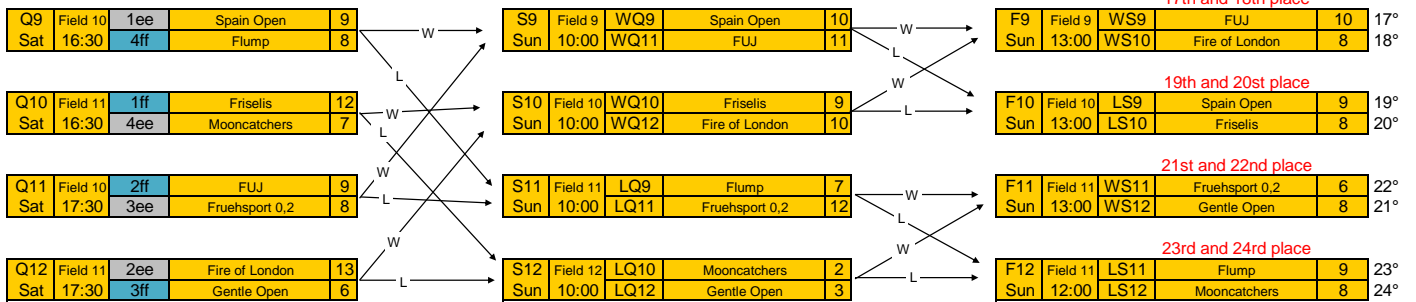 17th and 18th place
Q9 Field 10 1ee Spain Open 9
Sat 16:30 4ff Flump 8
W
L
S9 Field 9 WQ9 Spain Open 10
Sun 10:00 WQ11 FUJ 11
W
L
F9 Field 9 WS9 FUJ 10 17°
Sun 13:00 WS10 Fire of London 8 18°
19th and 20st place
Q10 Field 11 1ff Friselis 12
Sat 16:30 4ee Mooncatchers 7
W
L
S10 Field 10 WQ10 Friselis 9
Sun 10:00 WQ12 Fire of London 10
W
L
F10 Field 10 LS9 Spain Open 9 19°
Sun 13:00 LS10 Friselis 8 20°
21st and 22nd place
Q11 Field 10 2ff FUJ 9
Sat 17:30 3ee Fruehsport 0,2 8
W
L
S11 Field 11 LQ9 Flump 7
Sun 10:00 LQ11 Fruehsport 0,2 12
W
L
F11 Field 11 WS11 Fruehsport 0,2 6 22°
Sun 13:00 WS12 Gentle Open 8 21°
23rd and 24rd place
Q12 Field 11 2ee Fire of London 13
Sat 17:30 3ff Gentle Open 6
W
L
S12 Field 12 LQ10 Mooncatchers 2
Sun 10:00 LQ12 Gentle Open 3
W
L
F12 Field 11 LS11 Flump 9 23°
Sun 12:00 LS12 Mooncatchers 8 24°